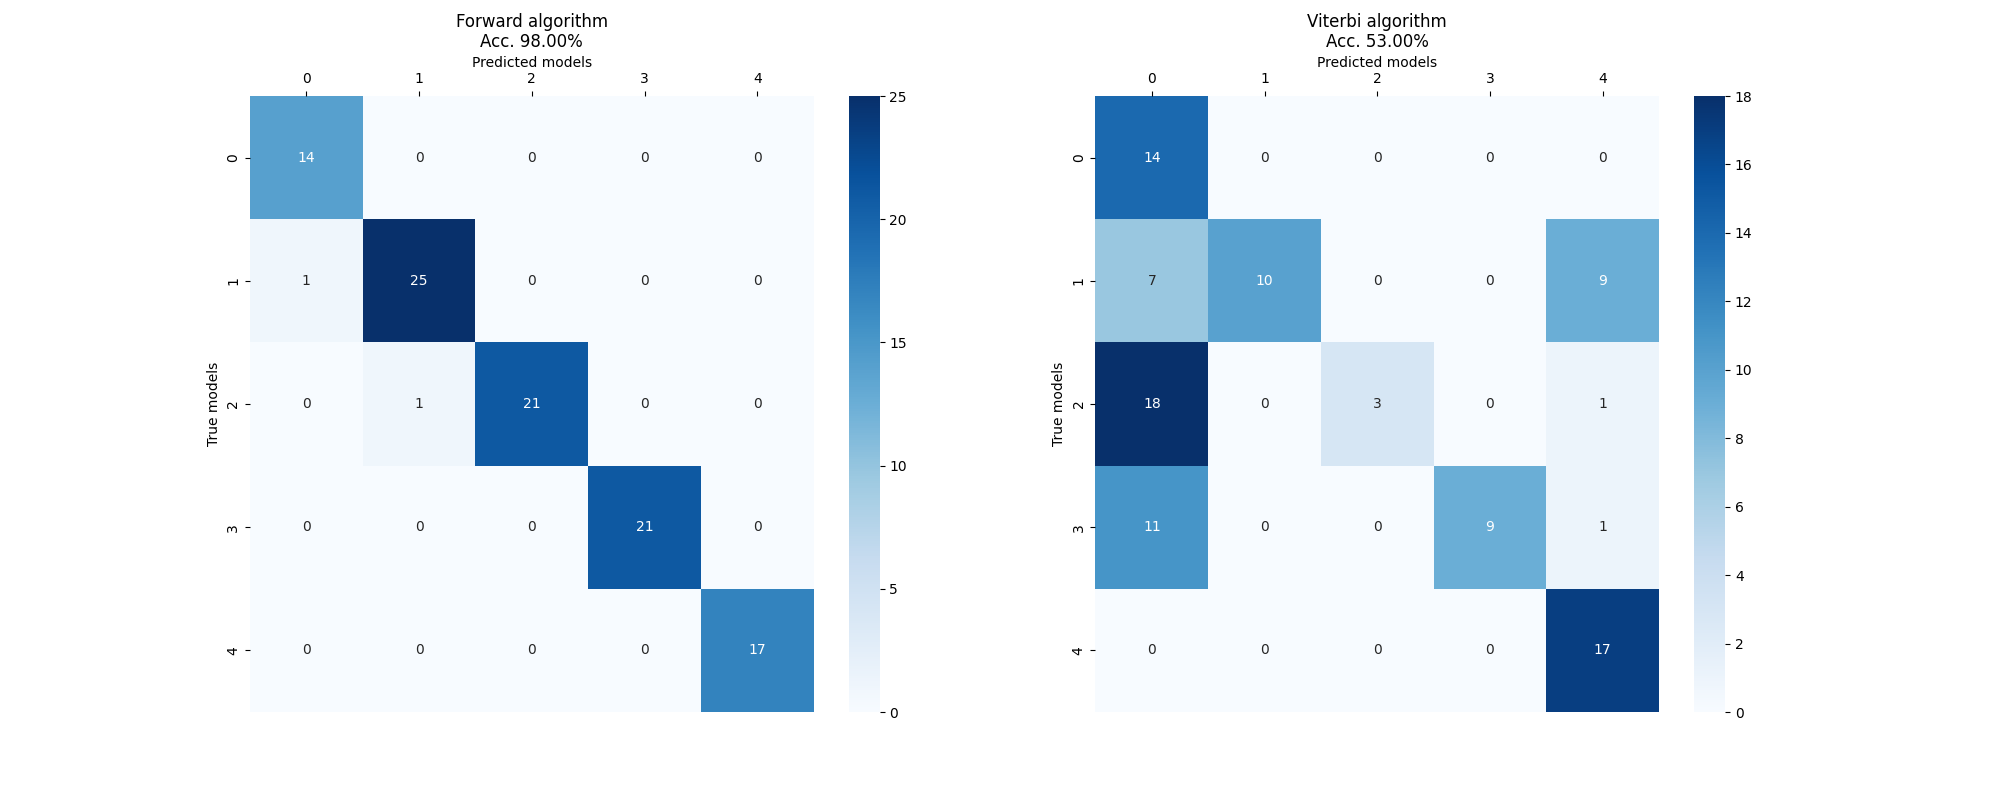 Forward algorithm
Acc. 98.00%
Predicted models
0 1 2 3 4
True models
0 14 0 0 0 0
1 1 25 0 0 0
2 0 1 21 0 0
3 0 0 0 21 0
4 0 0 0 0 17
25
20
15
10
5
0
Viterbi algorithm
Acc. 53.00%
Predicted models
0 1 2 3 4
True models
0 14 0 0 0 0
1 7 10 0 0 9
2 18 0 3 0 1
3 11 0 0 9 1
4 0 0 0 0 17
18
16
14
12
10
8
6
4
2
0